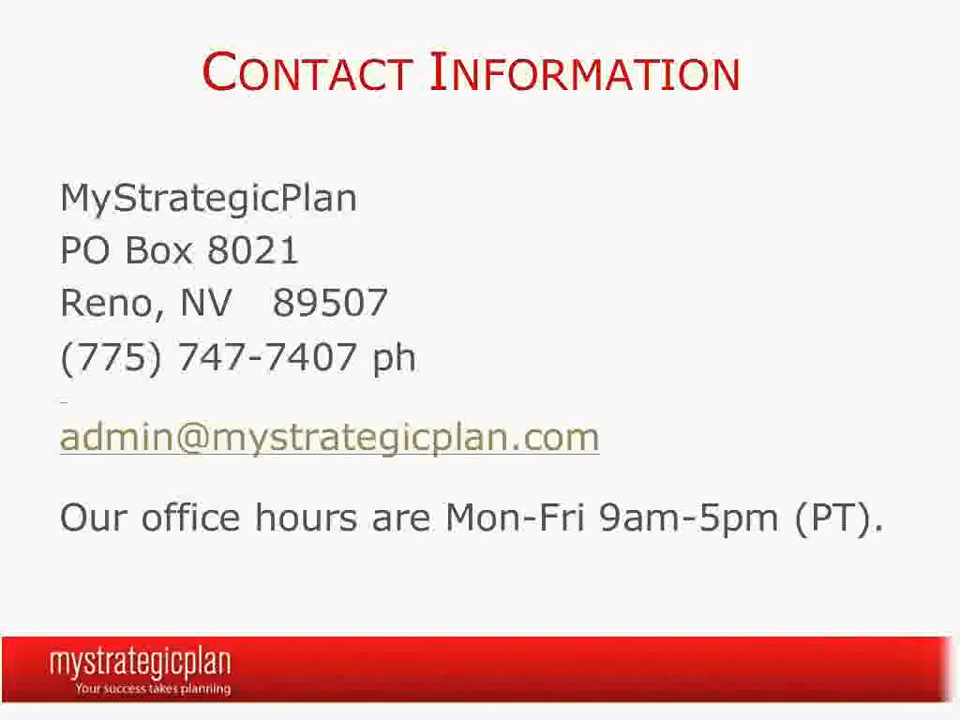 CONTACT INFORMATION
MyStrategicPlan
PO Box 8021
Reno, NV 89507
(775) 747-7407 ph
admin@mystrategicplan.com
Our office hours are Mon-Fri 9am-5pm (PT).
mystrategicplan
Your success takes planning